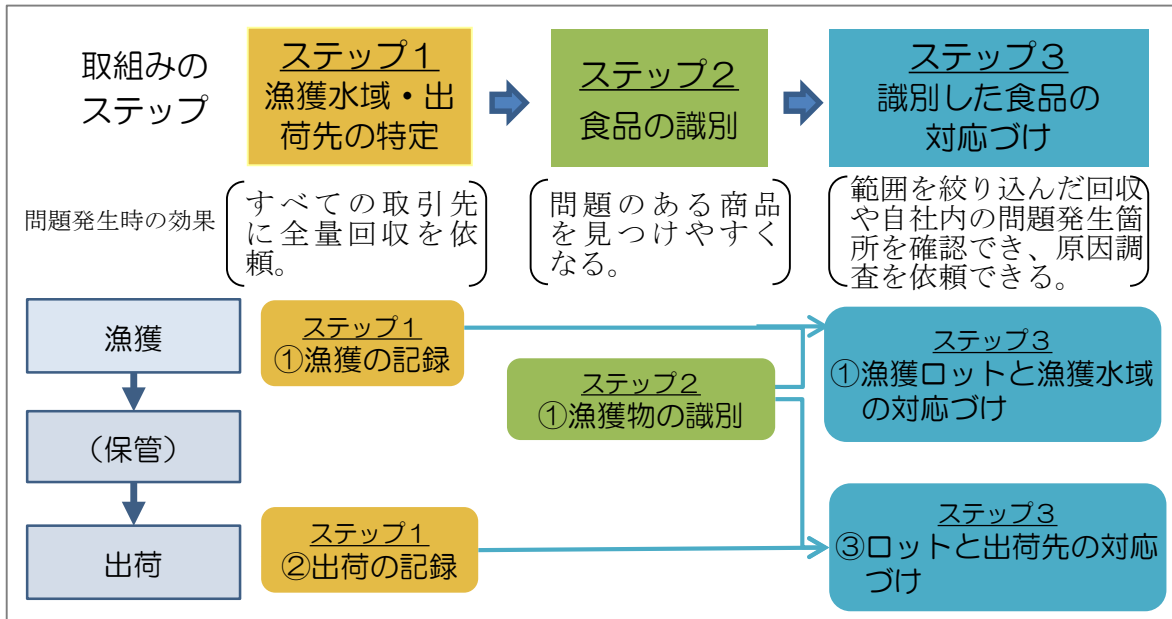 取組みの
ステップ
ステップ１
漁獲水域・出
荷先の特定
ステップ２
食品の識別
ステップ３
識別した食品の
対応づけ
問題発生時の効果
すべての取引先
に全量回収を依
頼。
問題のある商品
を見つけやすく
なる。
範囲を絞り込んだ回収
や自社内の問題発生箇
所を確認でき、原因調
査を依頼できる。
漁獲
ステップ１
①漁獲の記録
ステップ２
①漁獲物の識別
ステップ３
①漁獲ロットと漁獲水域
の対応づけ
（保管）
出荷
ステップ１
②出荷の記録
ステップ３
③ロットと出荷先の対応
づけ